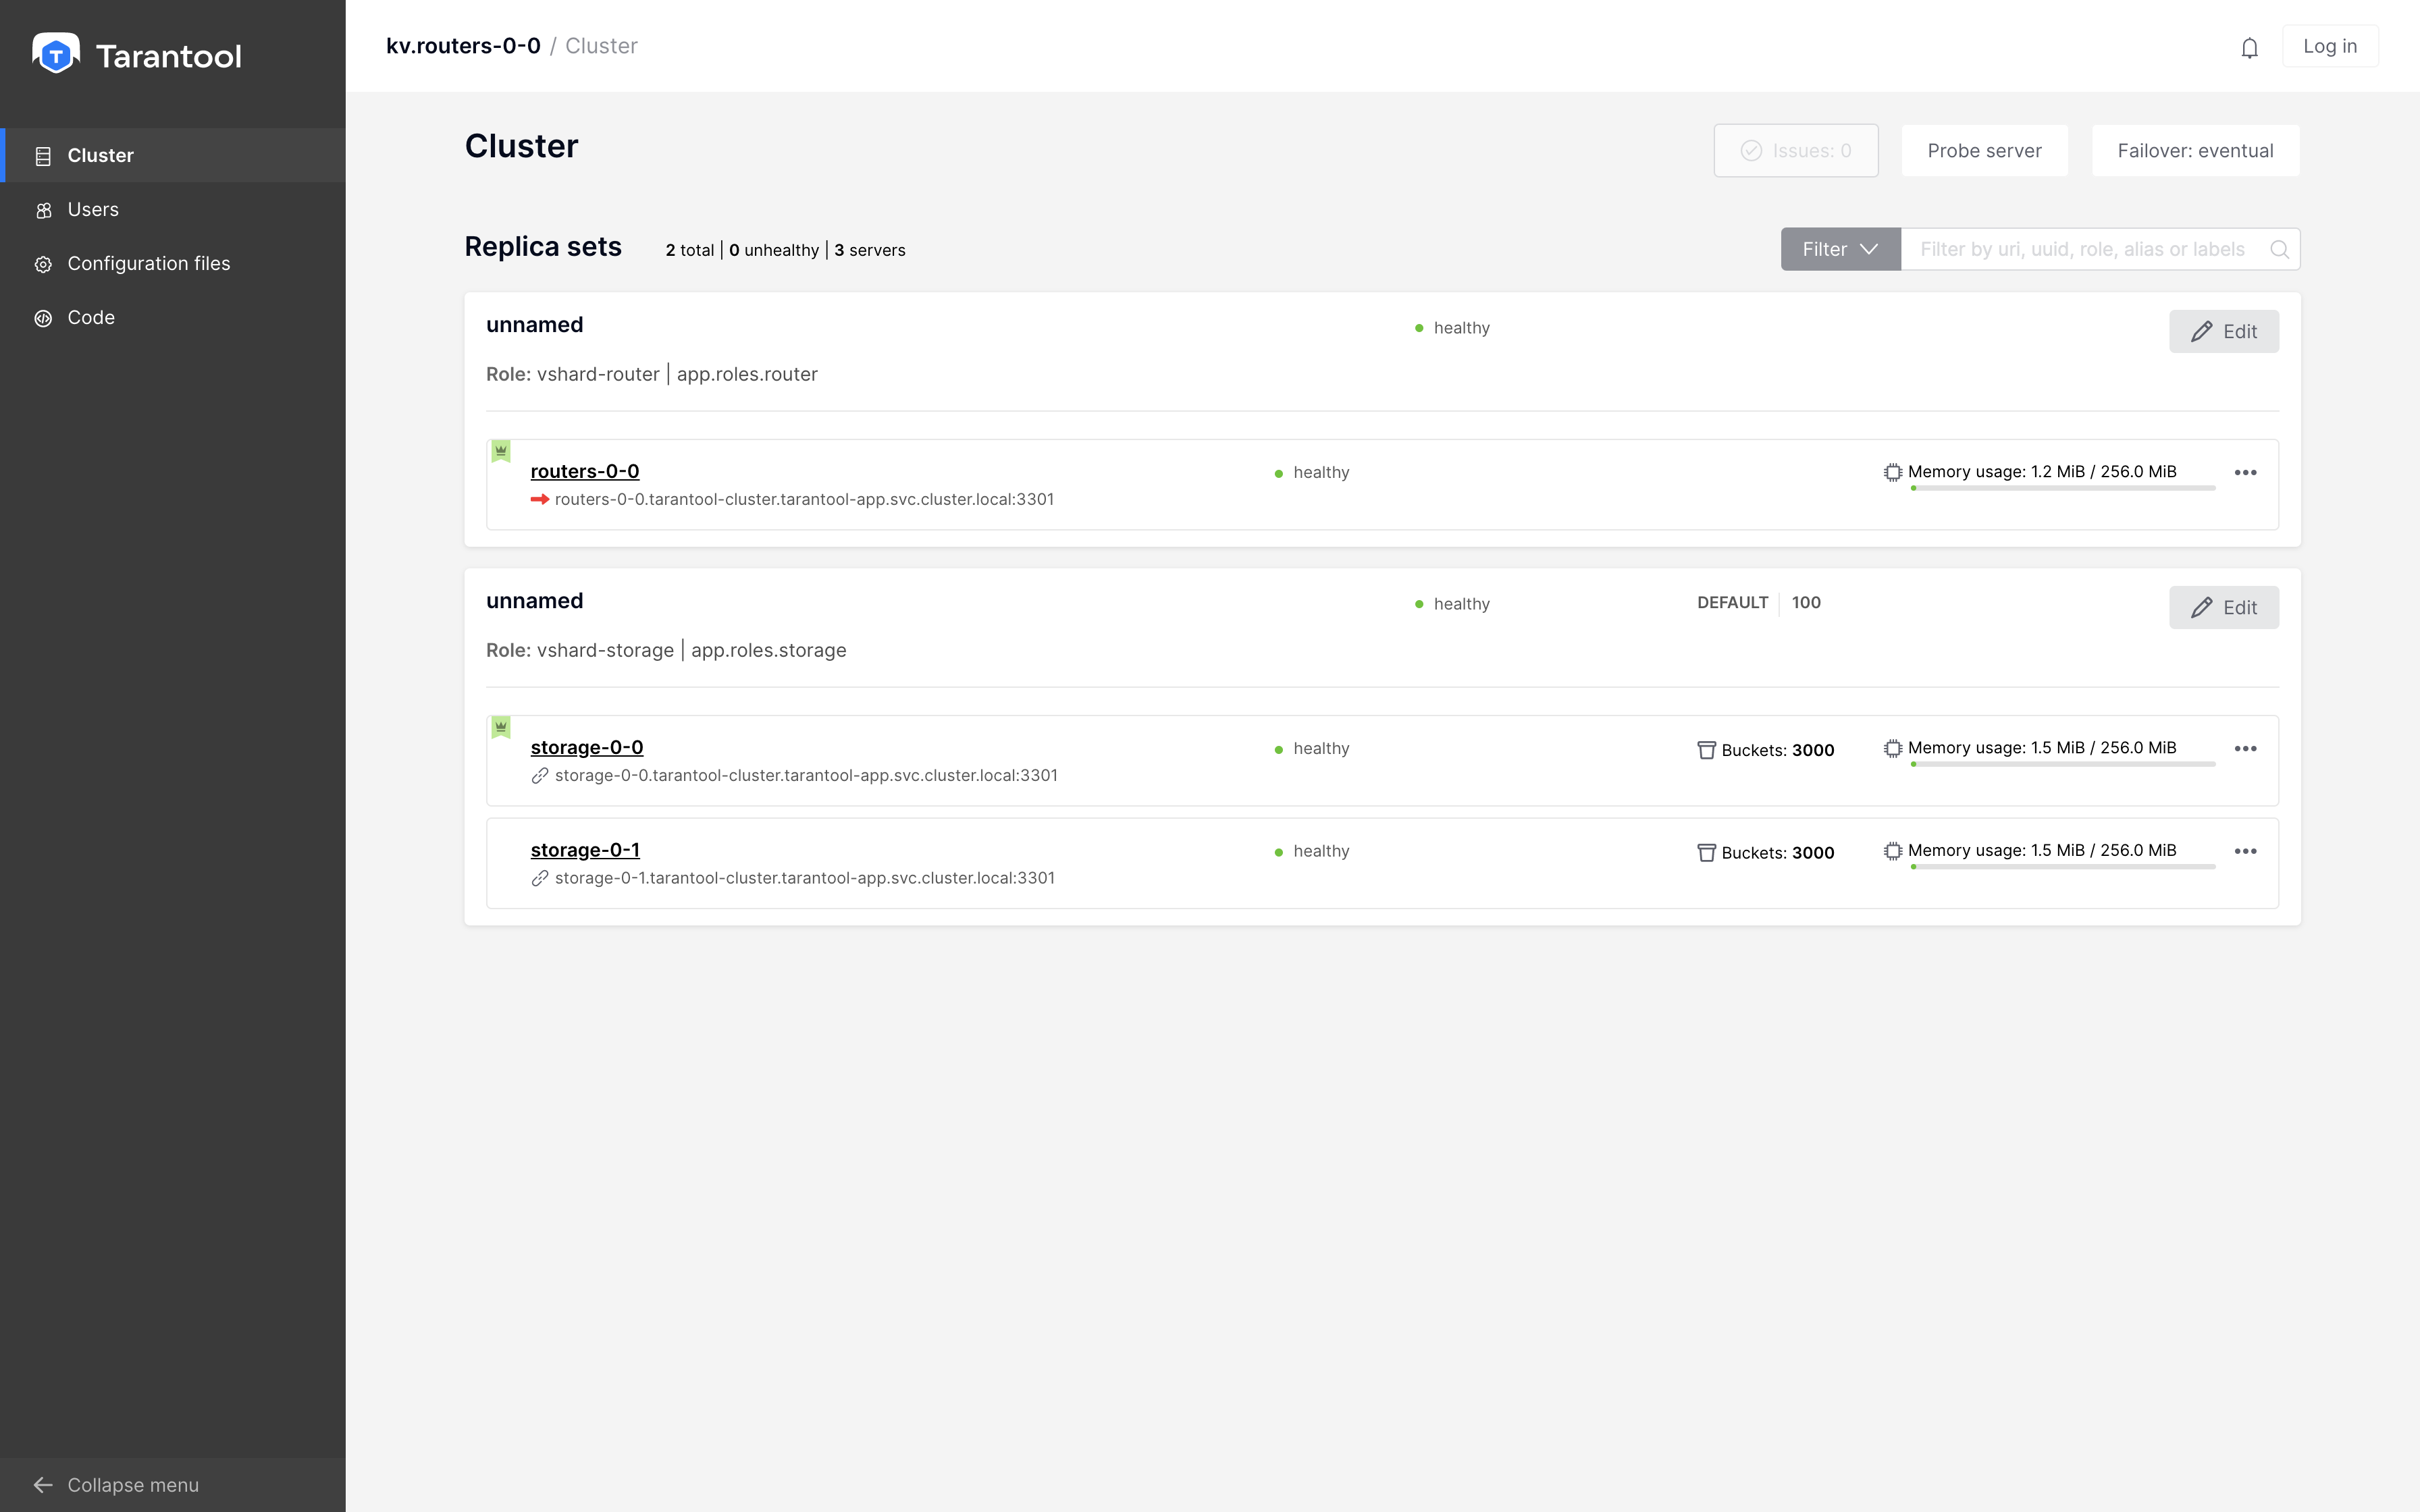 Tarantool
kv.routers-0-0 / Cluster
Log in
Cluster
Users
Configuration files
Code
Collapse menu
Cluster
Issues: 0
Probe server
Failover: eventual
Replica sets
2 total | 0 unhealthy | 3 servers
Filter
Filter by uri, uuid, role, alias or labels
unnamed
healthy
Edit
Role: vshard-router | app.roles.router
routers-0-0
healthy
Memory usage: 1.2 MiB / 256.0 MiB
routers-0-0.tarantool-cluster.tarantool-app.svc.cluster.local:3301
unnamed
healthy
DEFAULT | 100
Edit
Role: vshard-storage | app.roles.storage
storage-0-0
healthy
Buckets: 3000
Memory usage: 1.5 MiB / 256.0 MiB
storage-0-0.tarantool-cluster.tarantool-app.svc.cluster.local:3301
storage-0-1
healthy
Buckets: 3000
Memory usage: 1.5 MiB / 256.0 MiB
storage-0-1.tarantool-cluster.tarantool-app.svc.cluster.local:3301